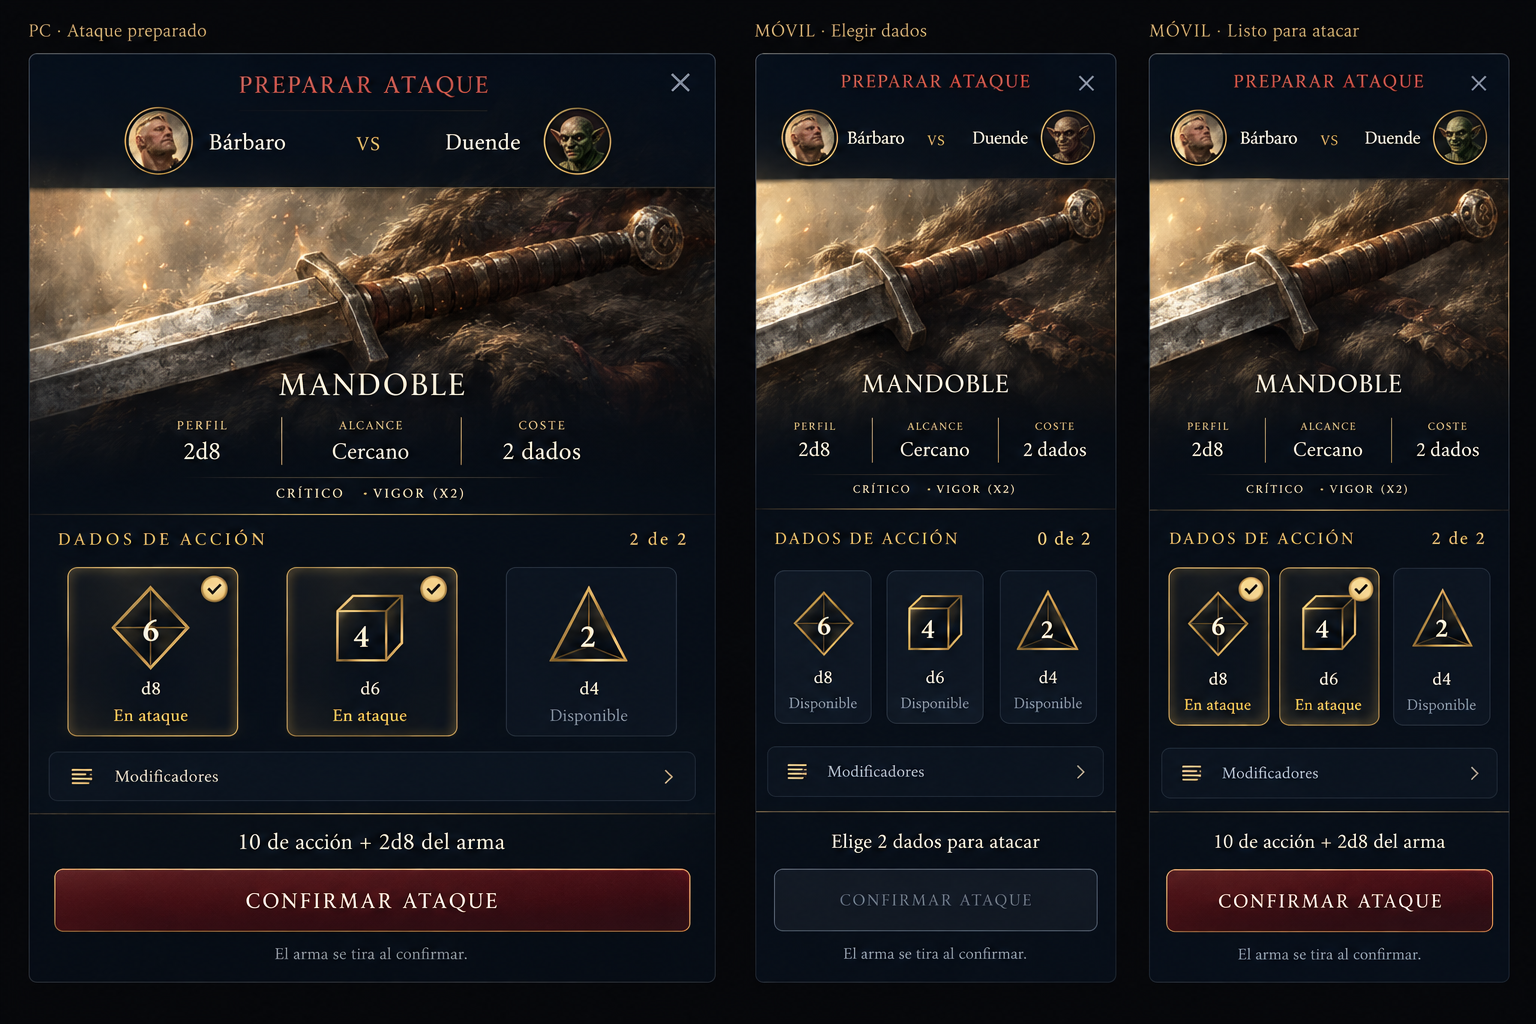 PC · Ataque preparado
PREPARAR ATAQUE
Bárbaro VS Duende
MANDOBLE
PERFIL ALCANCE COSTE
2d8 Cercano 2 dados
CRÍTICO · VIGOR (X2)
DADOS DE ACCIÓN 2 de 2
6 4 2
d8 d6 d4
En ataque En ataque Disponible
Modificadores
10 de acción + 2d8 del arma
CONFIRMAR ATAQUE
El arma se tira al confirmar.
MÓVIL · Elegir dados
PREPARAR ATAQUE
Bárbaro VS Duende
MANDOBLE
PERFIL ALCANCE COSTE
2d8 Cercano 2 dados
CRÍTICO · VIGOR (X2)
DADOS DE ACCIÓN 0 de 2
6 4 2
d8 d6 d4
Disponible Disponible Disponible
Modificadores
Elige 2 dados para atacar
CONFIRMAR ATAQUE
El arma se tira al confirmar.
MÓVIL · Listo para atacar
PREPARAR ATAQUE
Bárbaro VS Duende
MANDOBLE
PERFIL ALCANCE COSTE
2d8 Cercano 2 dados
CRÍTICO · VIGOR (X2)
DADOS DE ACCIÓN 2 de 2
6 4 2
d8 d6 d4
En ataque En ataque Disponible
Modificadores
10 de acción + 2d8 del arma
CONFIRMAR ATAQUE
El arma se tira al confirmar.